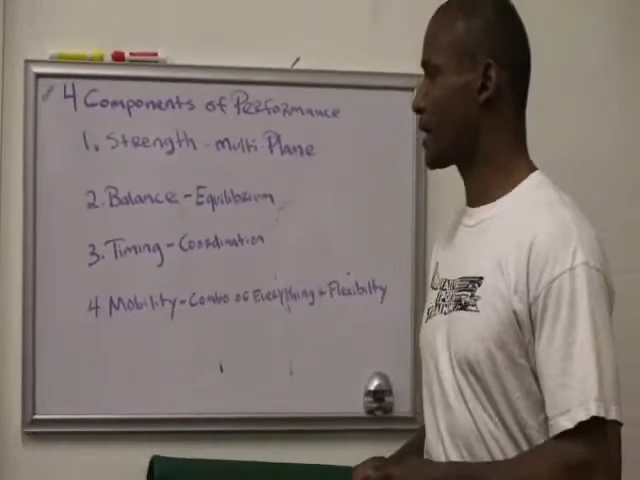 4 Components of Performance
1. Strength - Multi Plane
2. Balance - Equilibrium
3. Timing - Coordination
4 Mobility - Combo of Everything + Flexibilty